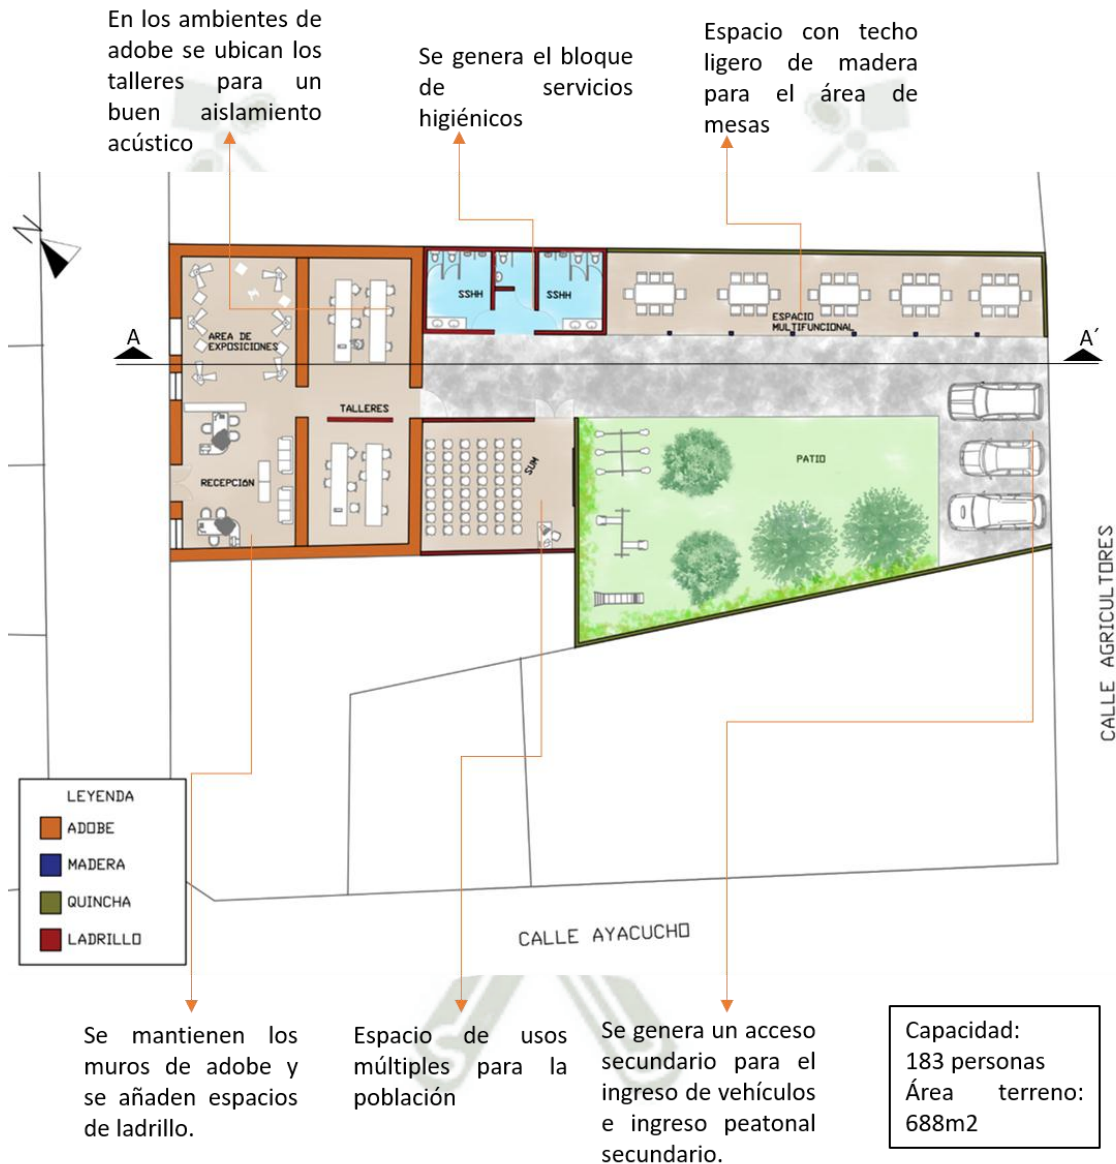 En los ambientes de
adobe se ubican los
talleres para un
buen aislamiento
acústico
Se genera el bloque
de servicios
higiénicos
Espacio con techo
ligero de madera
para el área de
mesas
N
A
A´
SSHH
SSHH
ESPACIO
MULTIFUNCIONAL
AREA DE
EXPOSICIONES
TALLERES
RECEPCIÓN
SUM
PATIO
CALLE AGRICULTORES
CALLE AYACUCHO
LEYENDA
ADOBE
MADERA
QUINCHA
LADRILLO
Se mantienen los
muros de adobe y
se añaden espacios
de ladrillo.
Espacio de usos
múltiples para la
población
Se genera un acceso
secundario para el
ingreso de vehículos
e ingreso peatonal
secundario.
Capacidad:
183 personas
Área terreno:
688m2